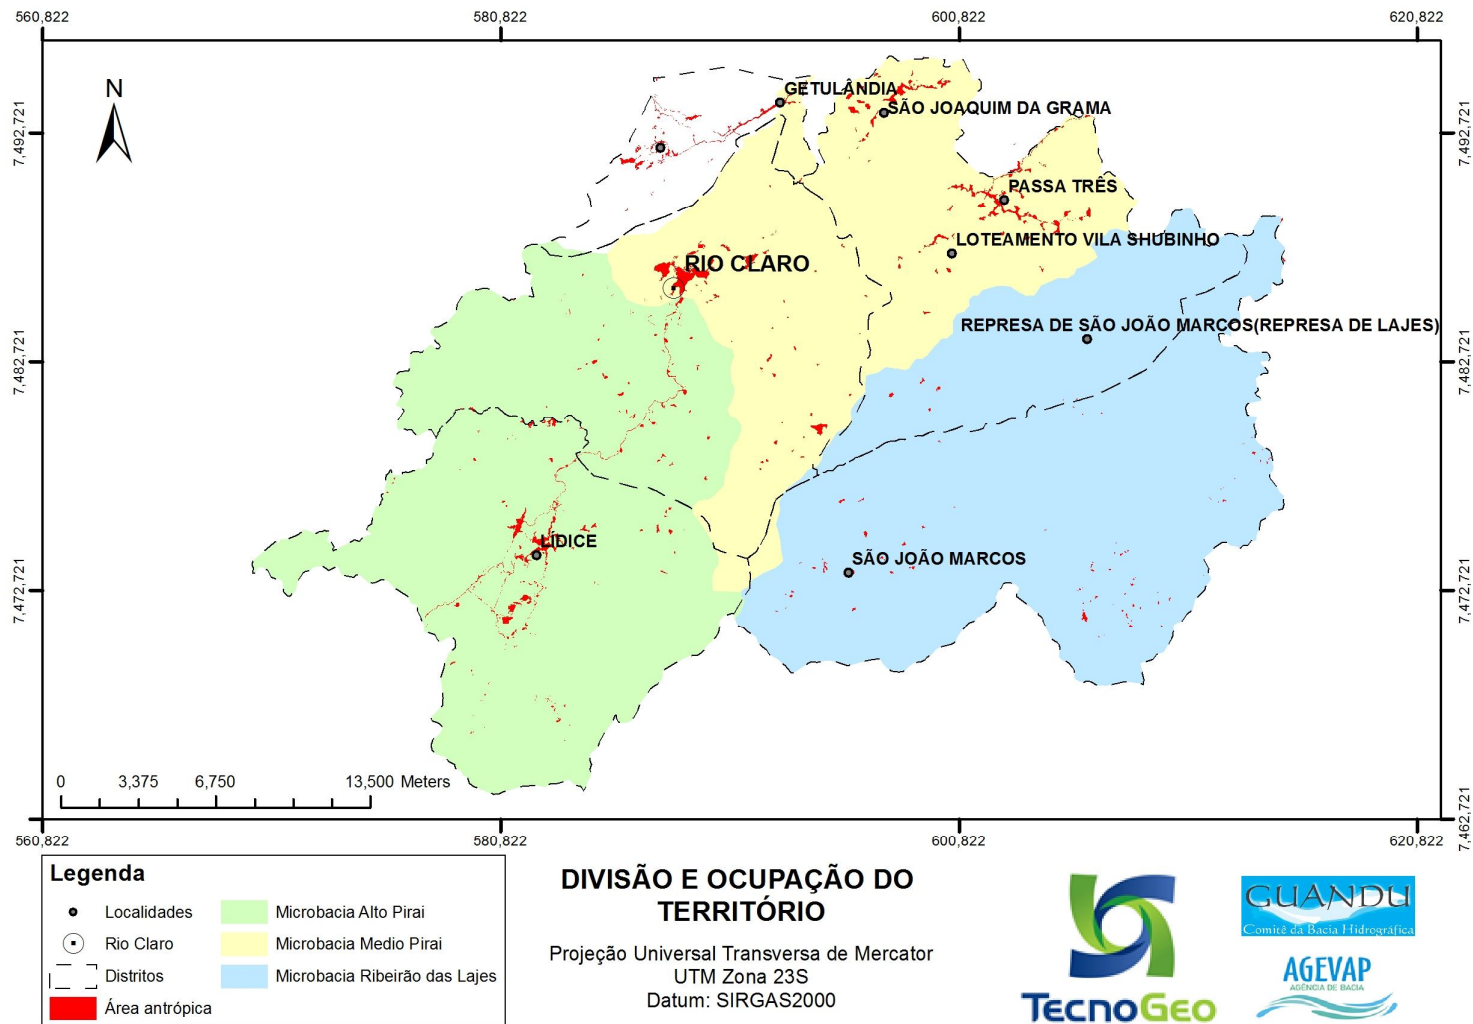 560,822 580,822 600,822 620,822
N
7,492,721
7,492,721
7,482,721
7,482,721
7,472,721
7,472,721
7,462,721
GETULÂNDIA
SÃO JOAQUIM DA GRAMA
PASSA TRÊS
LOTEAMENTO VILA SHUBINHO
RIO CLARO
REPRESA DE SÃO JOÃO MARCOS(REPRESA DE LAJES)
LÍDICE
SÃO JOÃO MARCOS
0 3,375 6,750 13,500 Meters
560,822 580,822 600,822 620,822
Legenda
Localidades
Rio Claro
Distritos
Área antrópica
Microbacia Alto Pirai
Microbacia Medio Pirai
Microbacia Ribeirão das Lajes
DIVISÃO E OCUPAÇÃO DO
TERRITÓRIO
Projeção Universal Transversa de Mercator
UTM Zona 23S
Datum: SIRGAS2000
TECNOGEO
GUANDU
Comitê da Bacia Hidrográfica
AGEVAP
AGÊNCIA DE BACIA